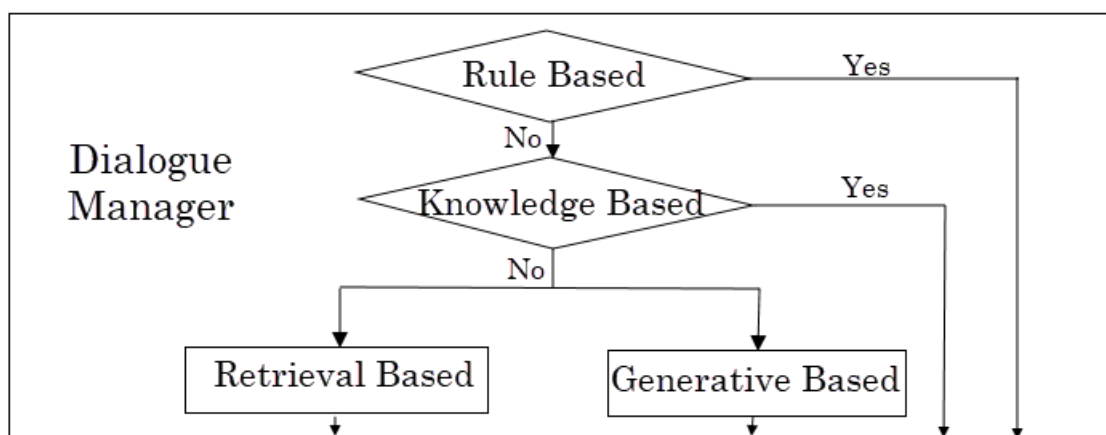 Rule Based
Yes
No
Dialogue
Manager
Knowledge Based
Yes
No
Retrieval Based
Generative Based